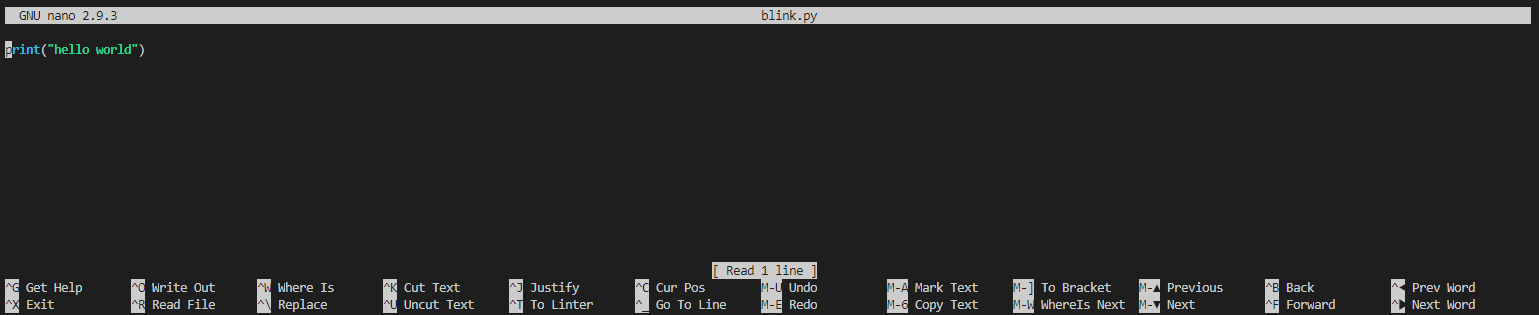 GNU nano 2.9.3 blink.py
print("hello world")
[ Read 1 line ]
^G Get Help ^O Write Out ^W Where Is ^K Cut Text ^J Justify ^C Cur Pos M-U Undo M-A Mark Text M-] To Bracket M-▲ Previous ^B Back ^◀ Prev Word
^X Exit ^R Read File ^\ Replace ^U Uncut Text ^T To Linter ^_ Go To Line M-E Redo M-6 Copy Text M-W WhereIs Next M-▼ Next ^F Forward ^▶ Next Word